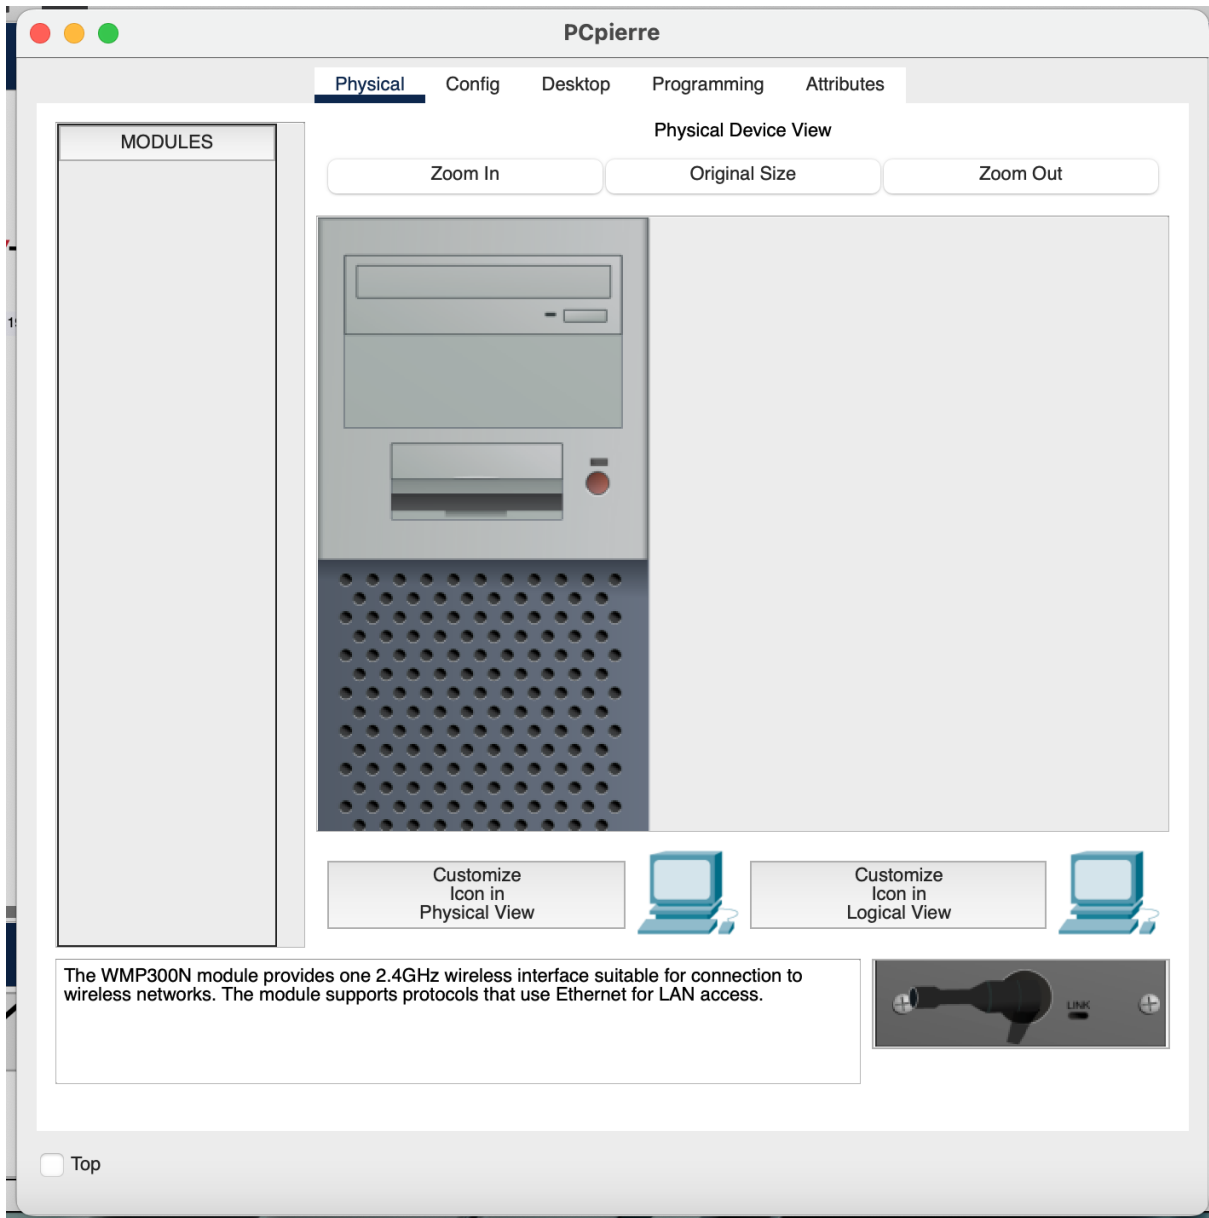 PCpierre
Physical Config Desktop Programming Attributes
MODULES
Physical Device View
Zoom In Original Size Zoom Out
Customize
Icon in
Physical View
Customize
Icon in
Logical View
The WMP300N module provides one 2.4GHz wireless interface suitable for connection to
wireless networks. The module supports protocols that use Ethernet for LAN access.
LINK
Top